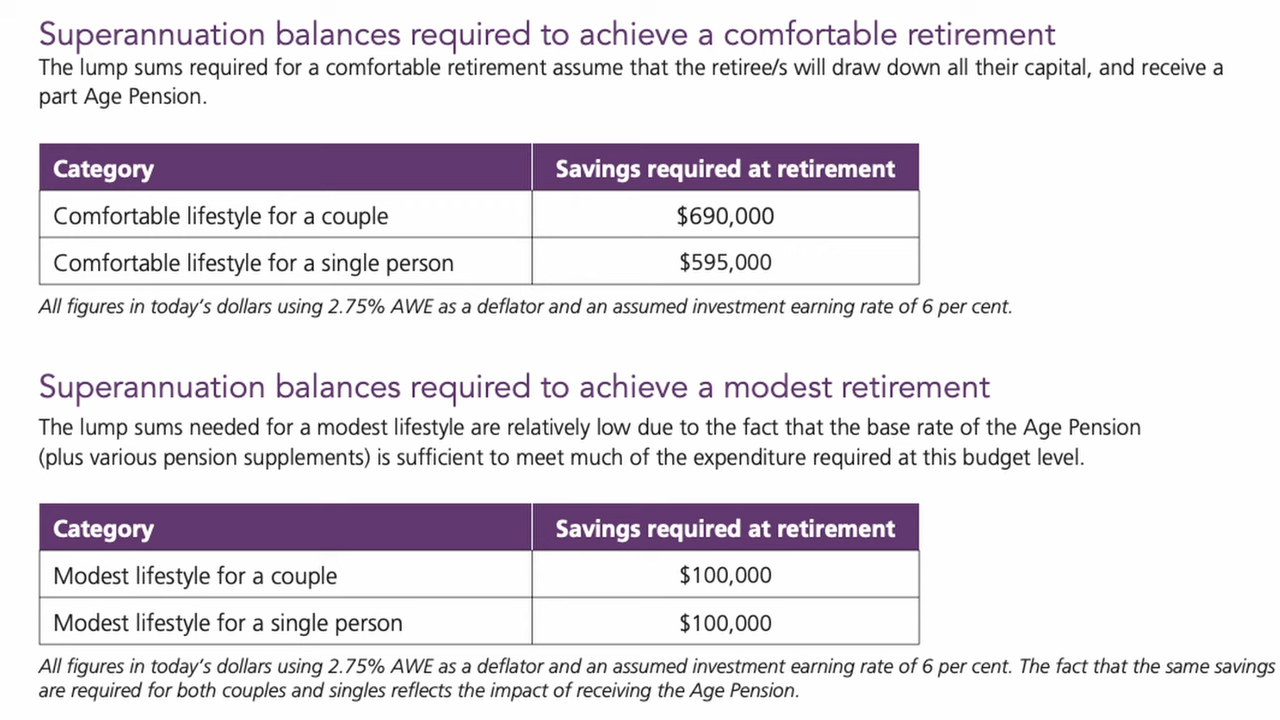 Superannuation balances required to achieve a comfortable retirement
The lump sums required for a comfortable retirement assume that the retiree/s will draw down all their capital, and receive a
part Age Pension.
Category Savings required at retirement
Comfortable lifestyle for a couple $690,000
Comfortable lifestyle for a single person $595,000
All figures in today’s dollars using 2.75% AWE as a deflator and an assumed investment earning rate of 6 per cent.
Superannuation balances required to achieve a modest retirement
The lump sums needed for a modest lifestyle are relatively low due to the fact that the base rate of the Age Pension
(plus various pension supplements) is sufficient to meet much of the expenditure required at this budget level.
Category Savings required at retirement
Modest lifestyle for a couple $100,000
Modest lifestyle for a single person $100,000
All figures in today’s dollars using 2.75% AWE as a deflator and an assumed investment earning rate of 6 per cent. The fact that the same savings
are required for both couples and singles reflects the impact of receiving the Age Pension.